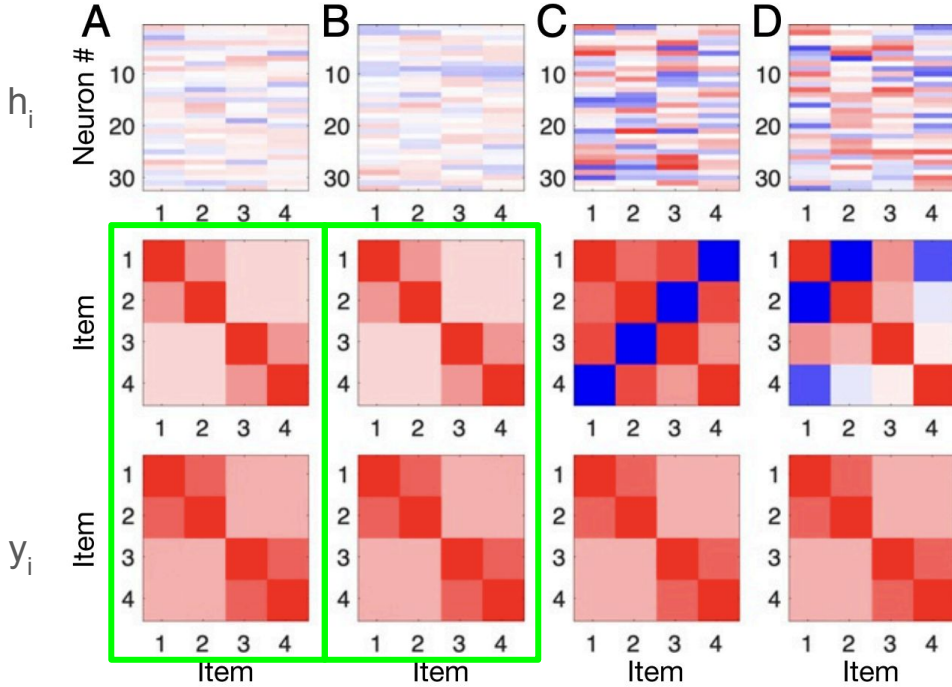 A B C D
h_i
Neuron #
10 10 10 10
20 20 20 20
30 30 30 30
1 2 3 4 1 2 3 4 1 2 3 4 1 2 3 4
Item
1 1 1 1
2 2 2 2
3 3 3 3
4 4 4 4
1 2 3 4 1 2 3 4 1 2 3 4 1 2 3 4
y_i
Item
1 1 1 1
2 2 2 2
3 3 3 3
4 4 4 4
1 2 3 4 1 2 3 4 1 2 3 4 1 2 3 4
Item Item Item Item